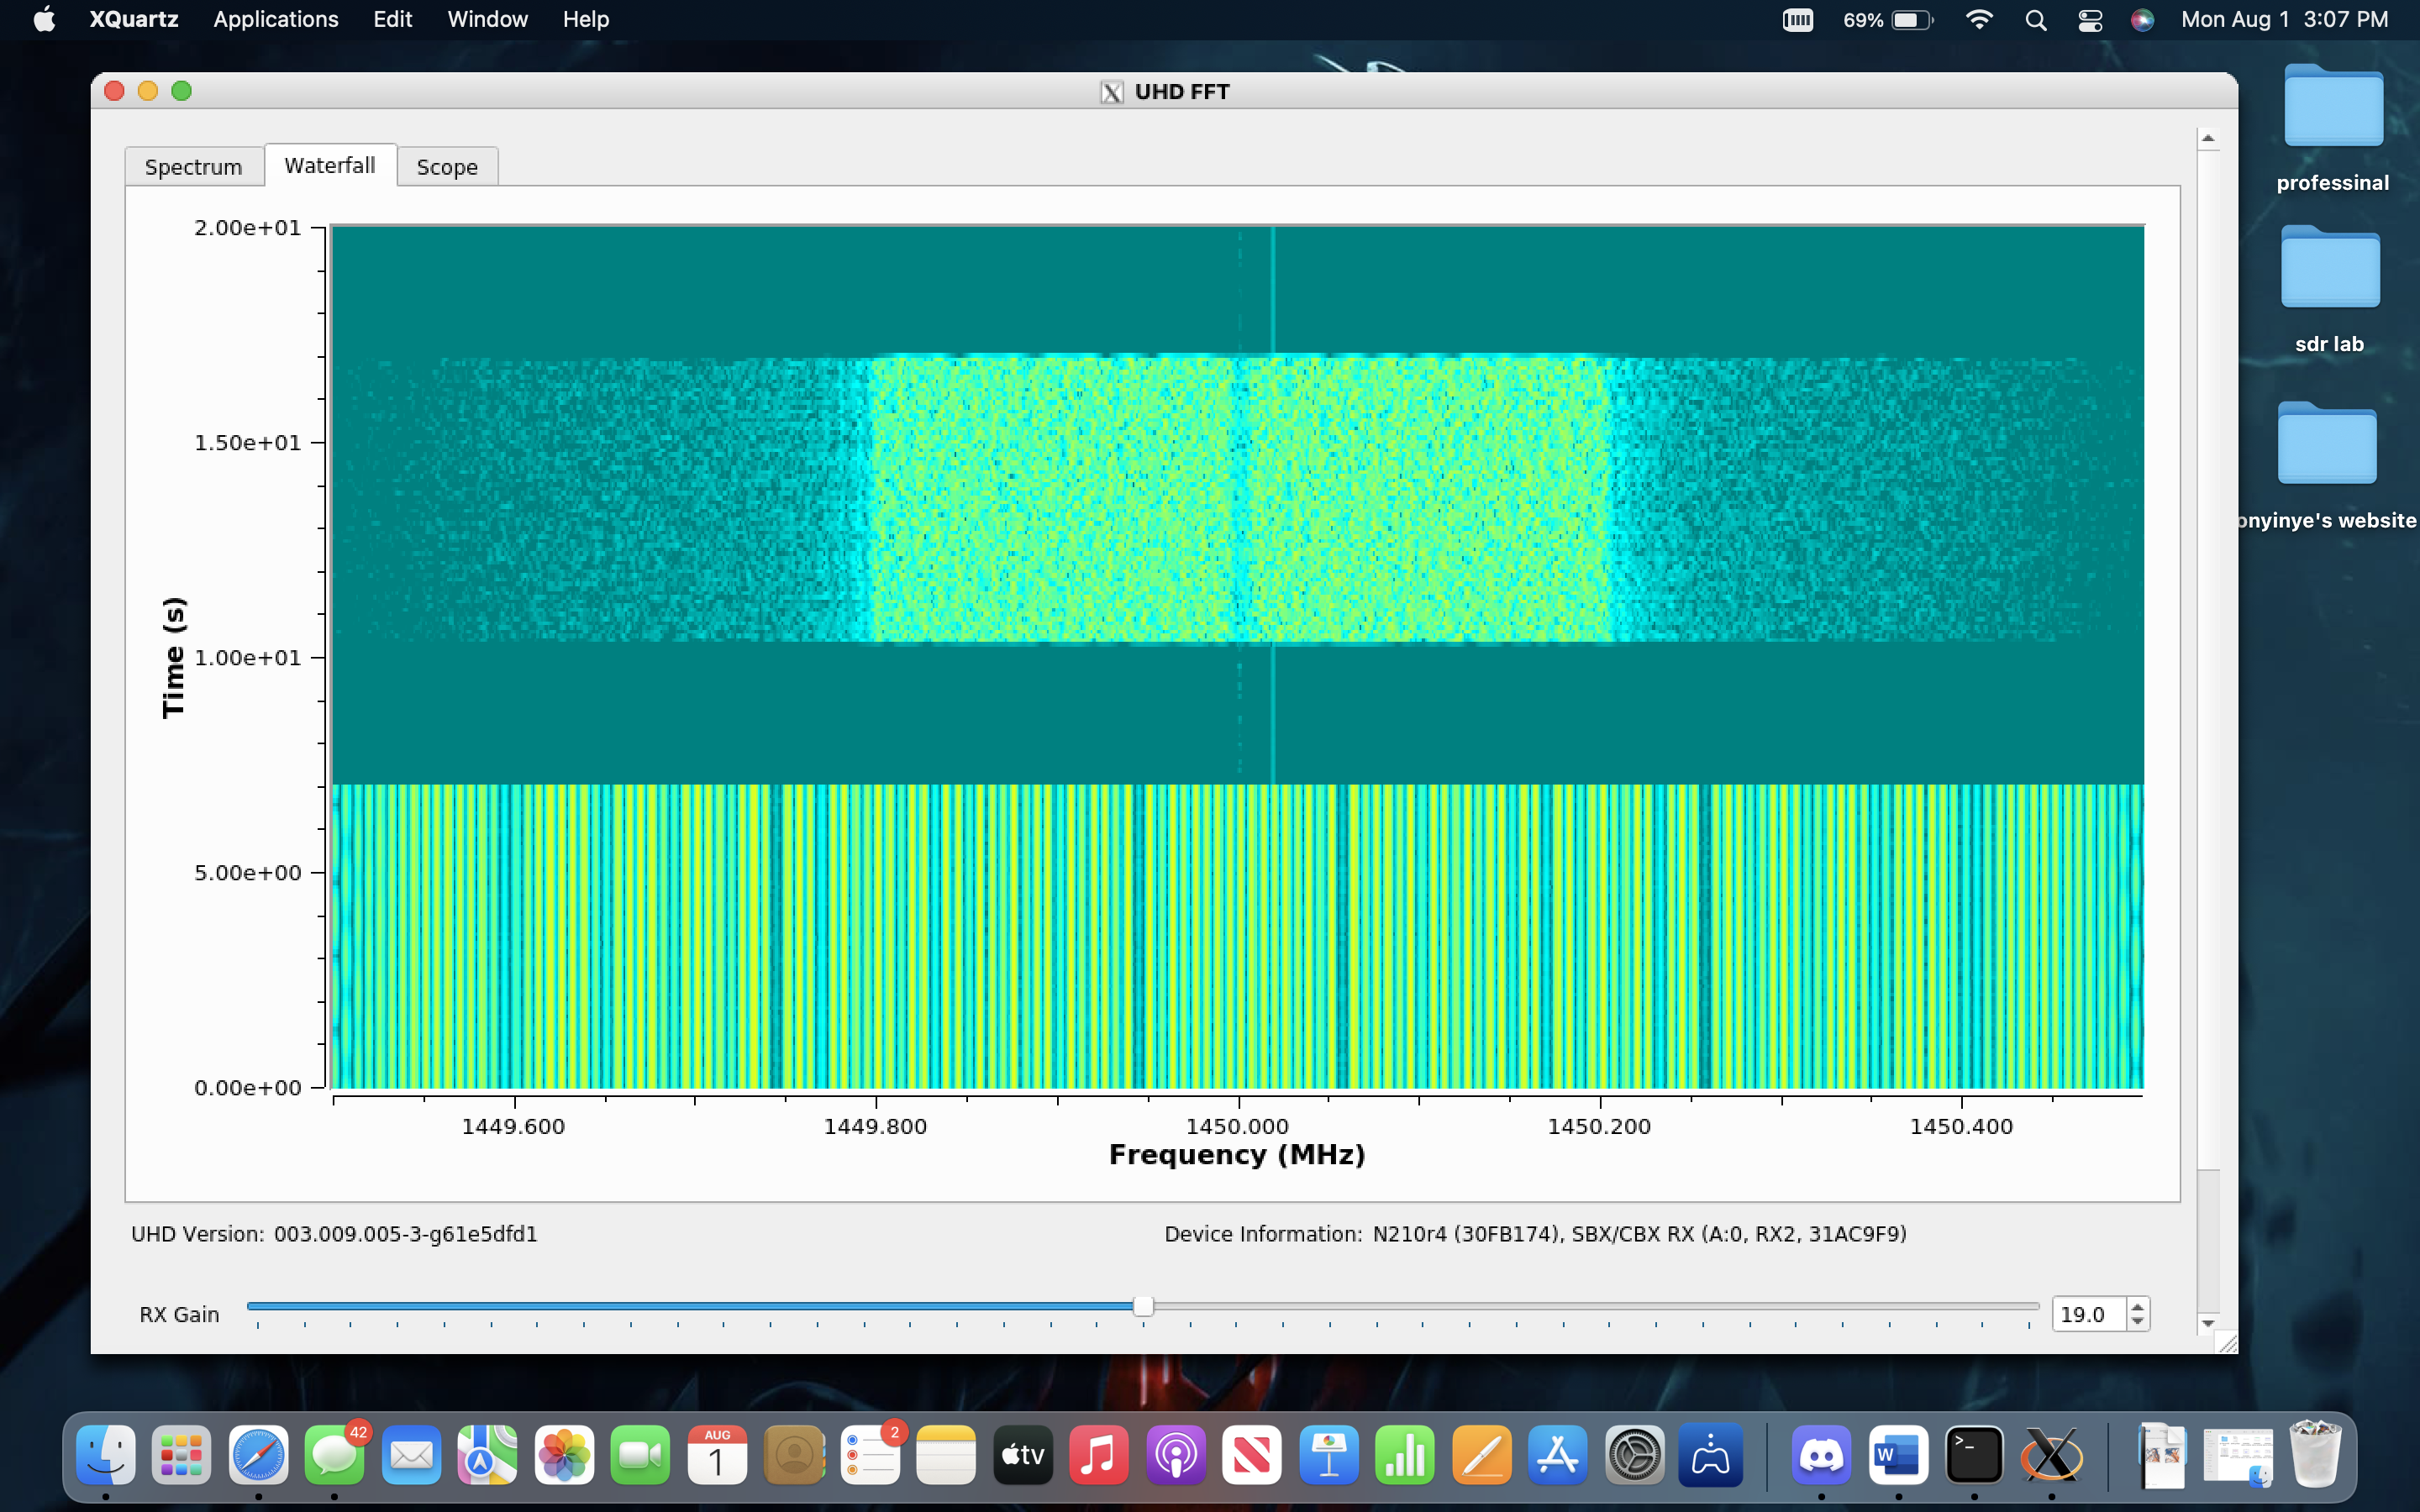 XQuartz Applications Edit Window Help 69% Mon Aug 1 3:07 PM
UHD FFT
professinal
Spectrum Waterfall Scope
2.00e+01
sdr lab
1.50e+01
onyinye's website
Time (s)
1.00e+01
5.00e+00
0.00e+00
1449.600 1449.800 1450.000 1450.200 1450.400
Frequency (MHz)
UHD Version: 003.009.005-3-g61e5dfd1 Device Information: N210r4 (30FB174), SBX/CBX RX (A:0, RX2, 31AC9F9)
RX Gain 19.0
42 AUG 1 2 tv W >_